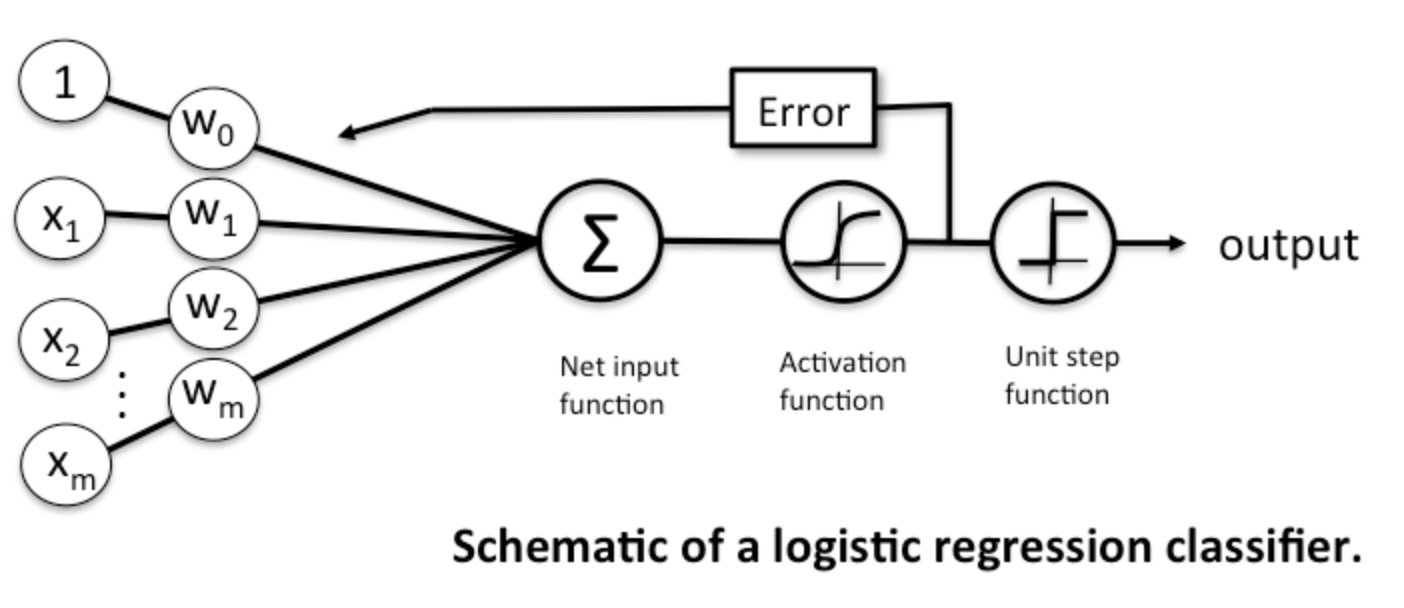 1
w0
x1
w1
x2
w2
⋮
wm
xm
Error
Σ
output
Net input
function
Activation
function
Unit step
function
Schematic of a logistic regression classifier.